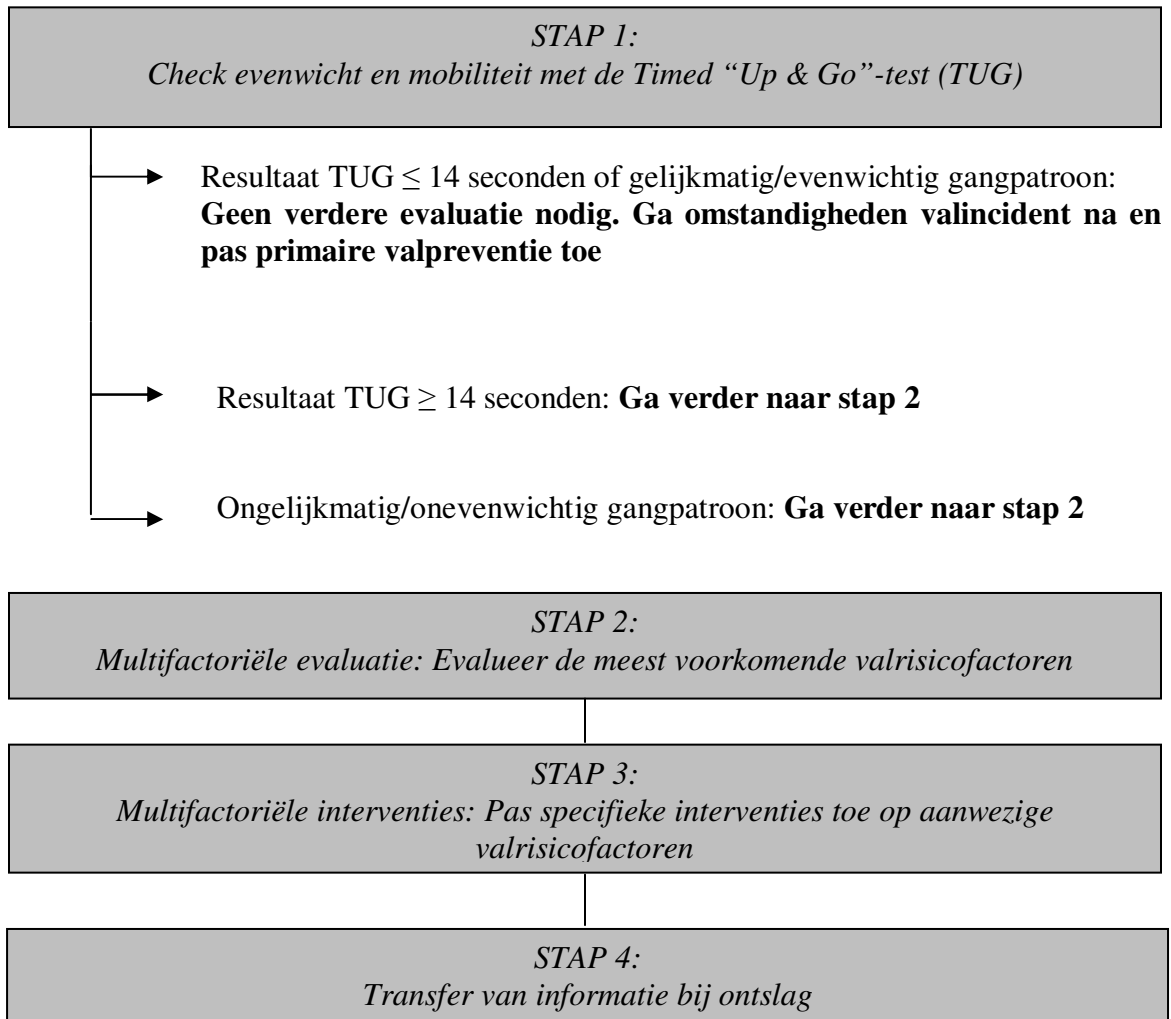 STAP 1:
Check evenwicht en mobiliteit met de Timed “Up & Go”-test (TUG)
Resultaat TUG ≤ 14 seconden of gelijkmatig/evenwichtig gangpatroon:
Geen verdere evaluatie nodig. Ga omstandigheden valincident na en
pas primaire valpreventie toe
Resultaat TUG ≥ 14 seconden: Ga verder naar stap 2
Ongelijkmatig/onevenwichtig gangpatroon: Ga verder naar stap 2
STAP 2:
Multifactoriële evaluatie: Evalueer de meest voorkomende valrisicofactoren
STAP 3:
Multifactoriële interventies: Pas specifieke interventies toe op aanwezige
valrisicofactoren
STAP 4:
Transfer van informatie bij ontslag